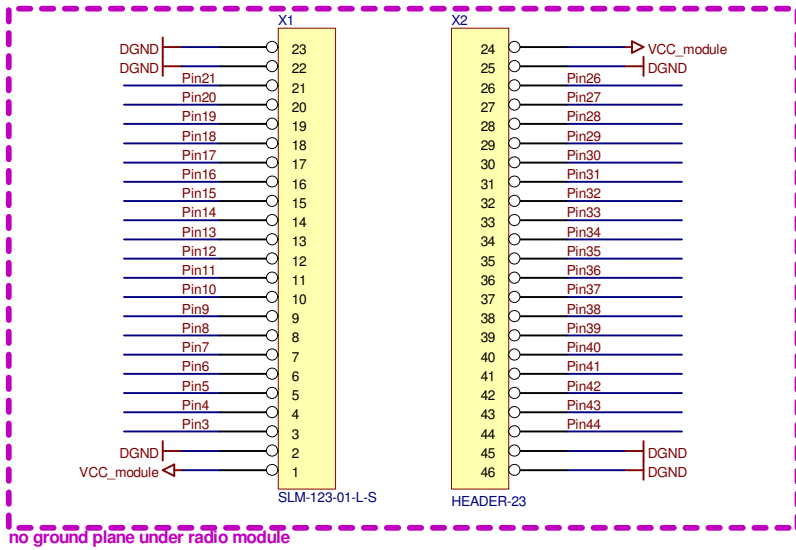 X1 X2
DGND 23 24 VCC_module
DGND 22 25 DGND
Pin21 21 26 Pin26
Pin20 20 27 Pin27
Pin19 19 28 Pin28
Pin18 18 29 Pin29
Pin17 17 30 Pin30
Pin16 16 31 Pin31
Pin15 15 32 Pin32
Pin14 14 33 Pin33
Pin13 13 34 Pin34
Pin12 12 35 Pin35
Pin11 11 36 Pin36
Pin10 10 37 Pin37
Pin9 9 38 Pin38
Pin8 8 39 Pin39
Pin7 7 40 Pin40
Pin6 6 41 Pin41
Pin5 5 42 Pin42
Pin4 4 43 Pin43
Pin3 3 44 Pin44
DGND 2 45 DGND
VCC_module 1 46 DGND
SLM-123-01-L-S HEADER-23
no ground plane under radio module